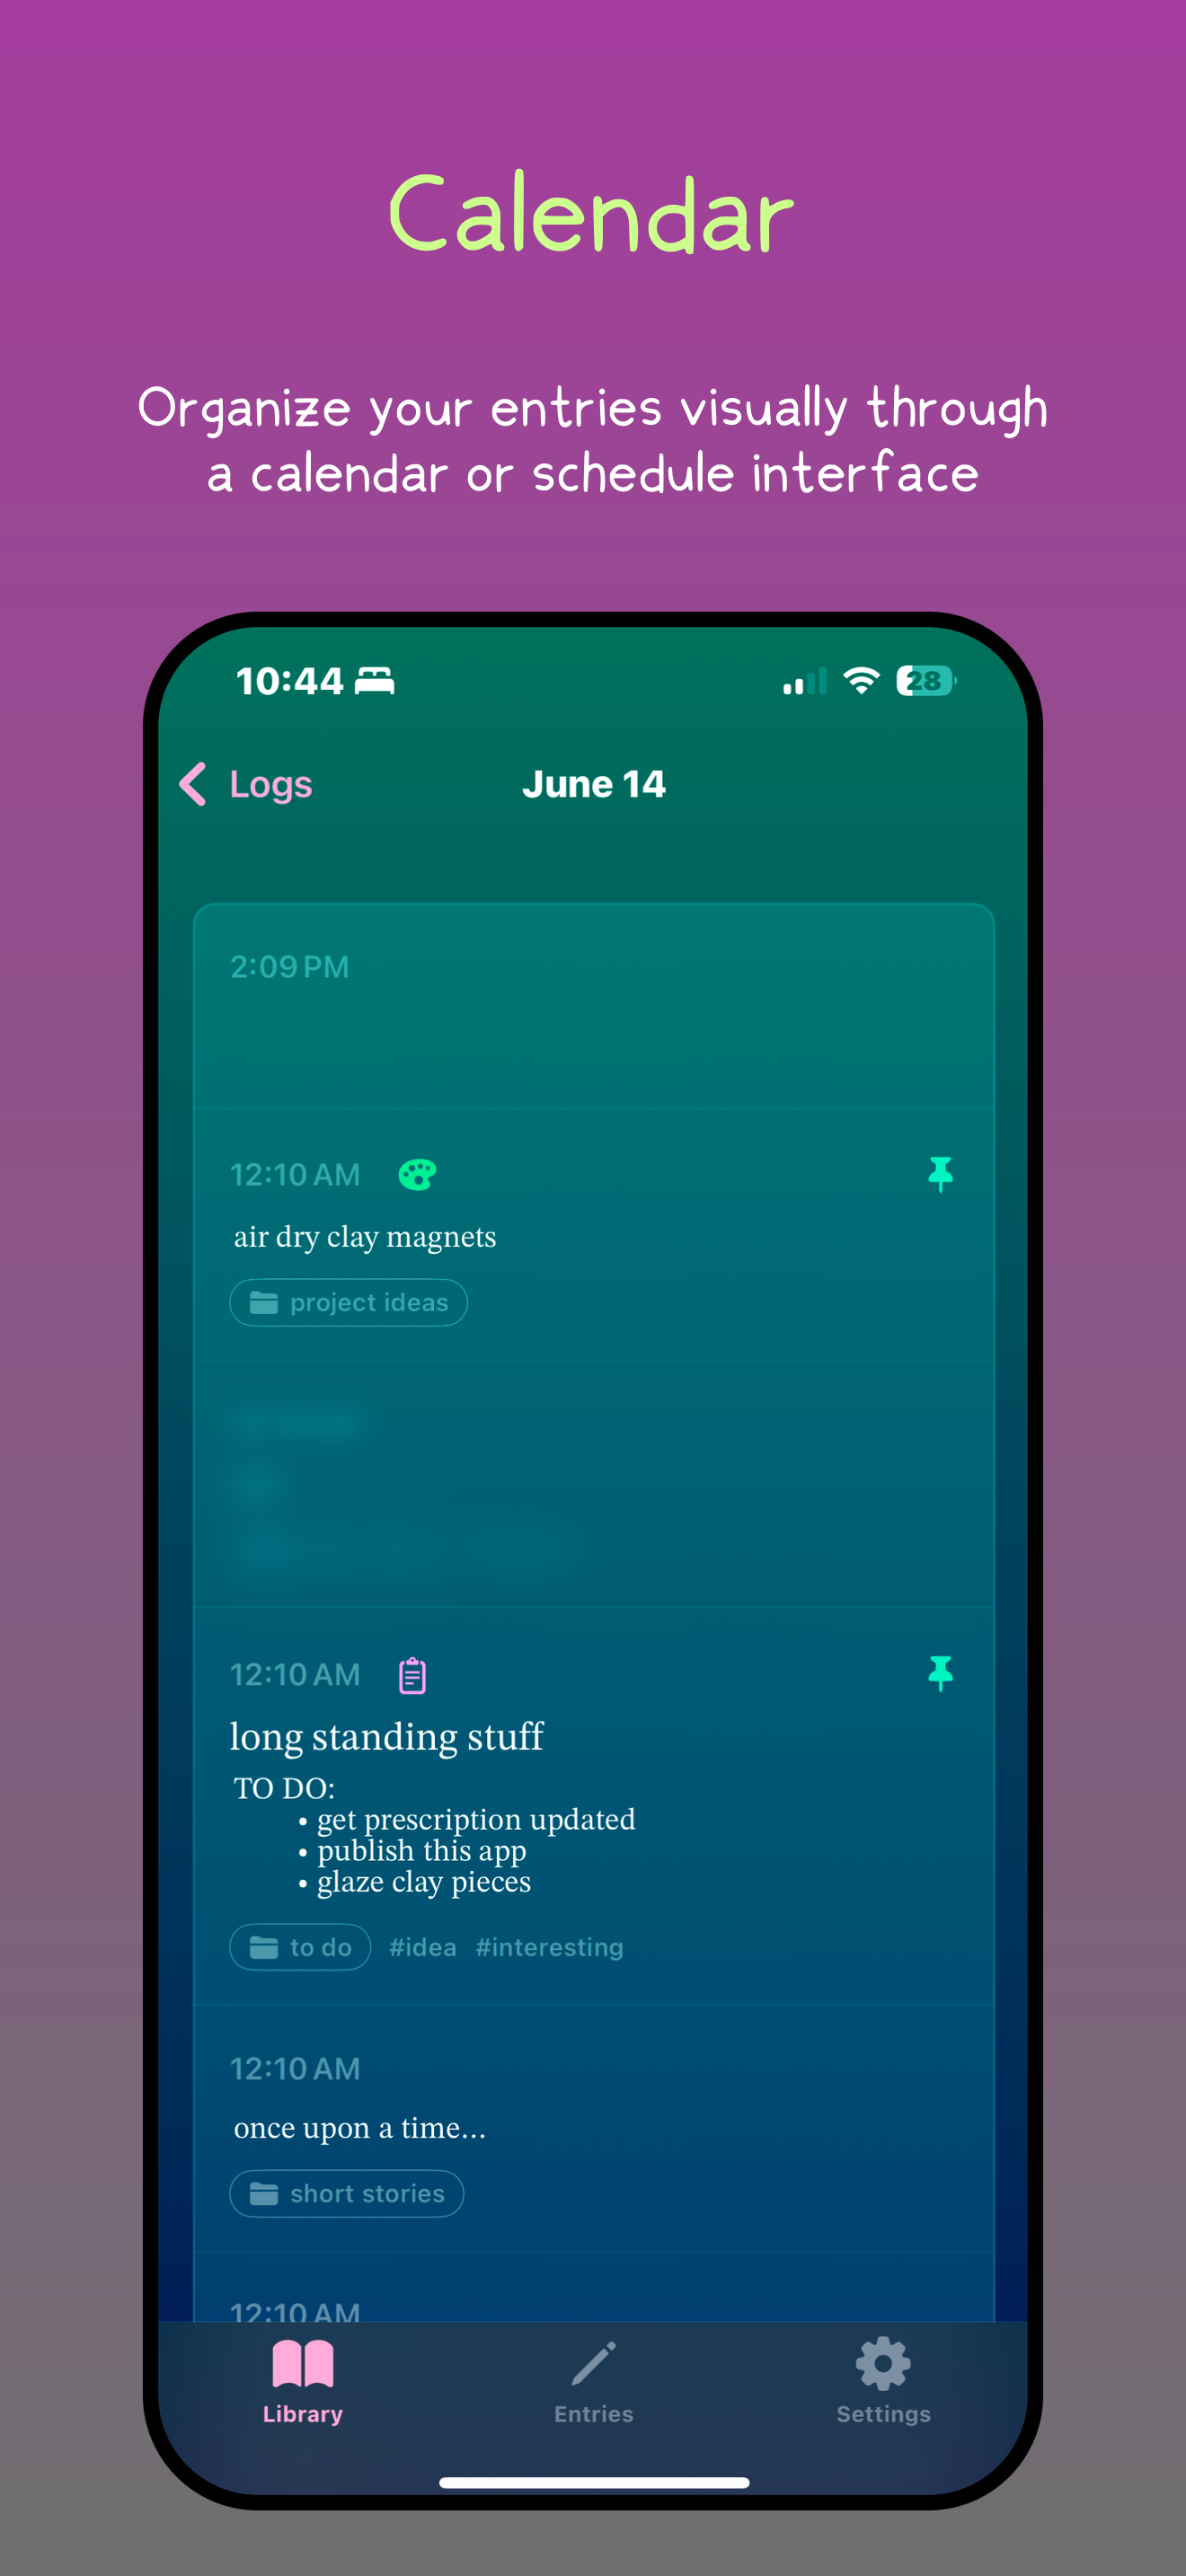 Calendar
Organize your entries visually through
a calendar or schedule interface
10:44
28
Logs
June 14
2:09 PM
12:10 AM
air dry clay magnets
project ideas
12:10 AM
long standing stuff
TO DO:
• get prescription updated
• publish this app
• glaze clay pieces
to do #idea #interesting
12:10 AM
once upon a time...
short stories
12:10 AM
Library
Entries
Settings